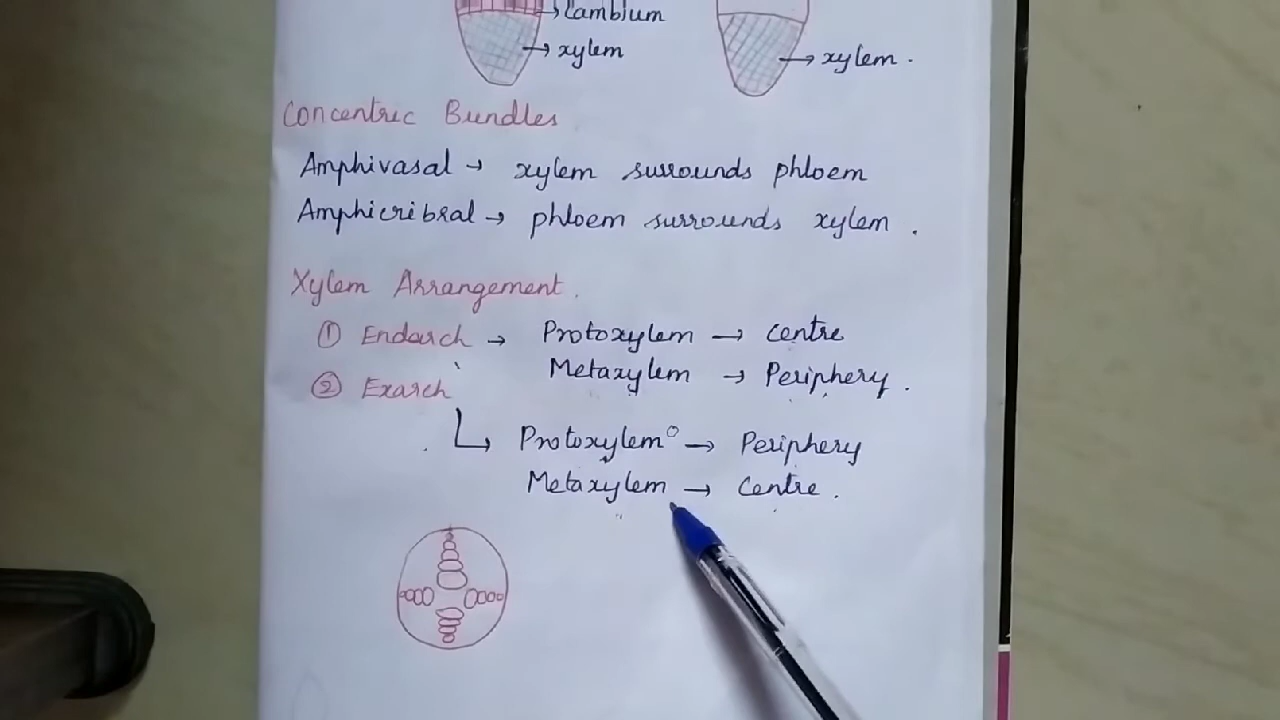 → Cambium
→ xylem
→ xylem.
Concentric Bundles
Amphivasal → xylem surrounds phloem
Amphicribral → phloem surrounds xylem.
Xylem Arrangement.
① Endarch → Protoxylem → Centre
Metaxylem → Periphery.
② Exarch
Protoxylem → Periphery
Metaxylem → Centre.